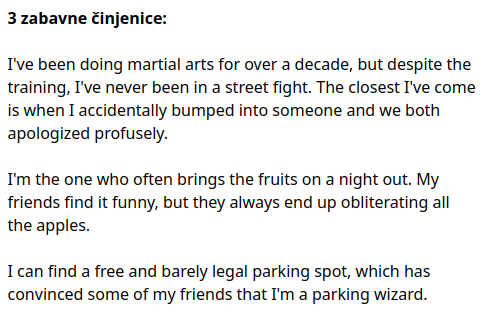 3 zabavne činjenice:
I've been doing martial arts for over a decade, but despite the
training, I've never been in a street fight. The closest I've come
is when I accidentally bumped into someone and we both
apologized profusely.
I'm the one who often brings the fruits on a night out. My
friends find it funny, but they always end up obliterating all
the apples.
I can find a free and barely legal parking spot, which has
convinced some of my friends that I'm a parking wizard.